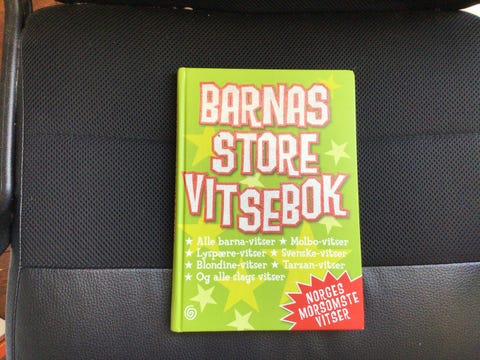 BARNAS
STORE
VITSEBOK
★ Alle barna-vitser ★ Molbo-vitser
★ Lyspære-vitser ★ Svenske-vitser
★ Blondine-vitser ★ Tarzan-vitser
★ Og alle slags vitser
NORGES
MORSOMSTE
VITSER